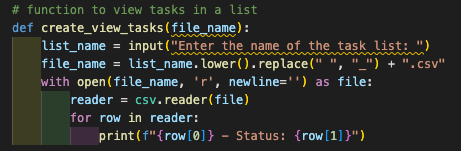 # function to view tasks in a list
def create_view_tasks(file_name):
    list_name = input("Enter the name of the task list: ")
    file_name = list_name.lower().replace(" ", "_") + ".csv"
    with open(file_name, 'r', newline='') as file:
        reader = csv.reader(file)
        for row in reader:
            print(f"{row[0]} - Status: {row[1]}")